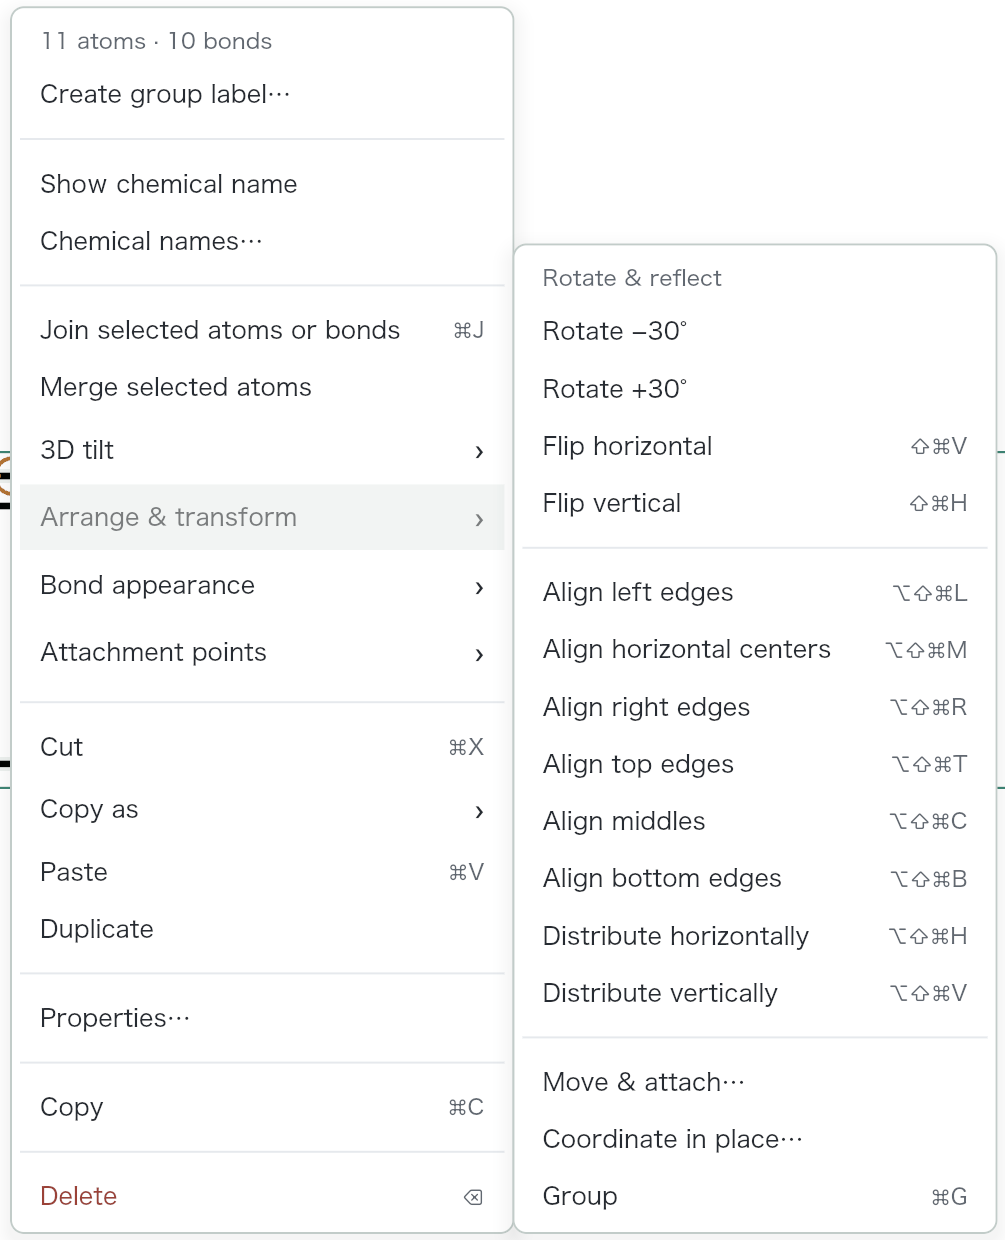 11 atoms · 10 bonds
Create group label⋯
Show chemical name
Chemical names⋯
Join selected atoms or bonds ⌘J
Merge selected atoms
3D tilt ›
Arrange & transform ›
Bond appearance ›
Attachment points ›
Cut ⌘X
Copy as ›
Paste ⌘V
Duplicate
Properties⋯
Copy ⌘C
Delete ⌫
Rotate & reflect
Rotate −30°
Rotate +30°
Flip horizontal ⇧⌘V
Flip vertical ⇧⌘H
Align left edges ⌥⇧⌘L
Align horizontal centers ⌥⇧⌘M
Align right edges ⌥⇧⌘R
Align top edges ⌥⇧⌘T
Align middles ⌥⇧⌘C
Align bottom edges ⌥⇧⌘B
Distribute horizontally ⌥⇧⌘H
Distribute vertically ⌥⇧⌘V
Move & attach⋯
Coordinate in place⋯
Group ⌘G